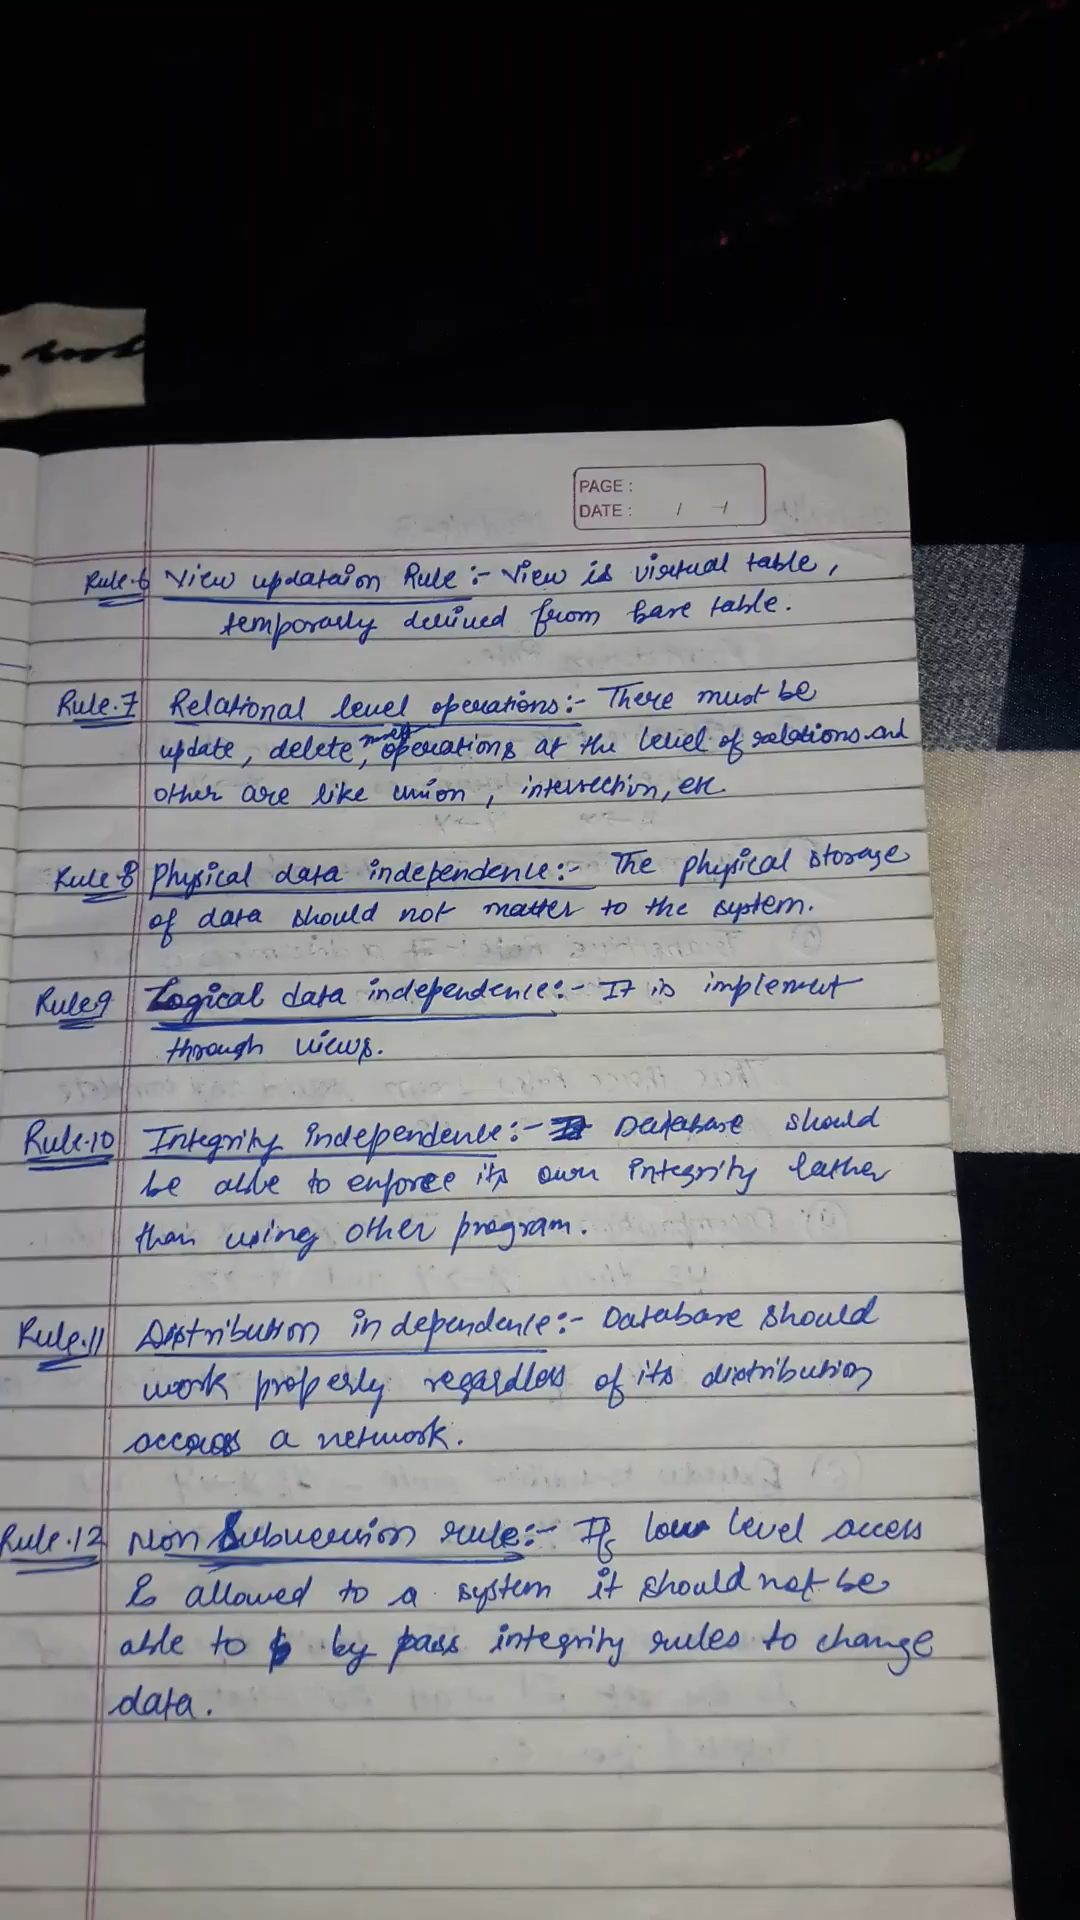 PAGE :
DATE : / /
Rule.6 View updataion Rule :- View is virtual table,
temporarly derived from base table.
Rule.7 Relational level operations :- There must be
update, delete, operations at the level of relations and
other are like union, intersection, etc.
Rule.8 Physical data independence :- The physical storage
of data should not matter to the system.
Rule9 Logical data independence :- It is implement
through views.
Rule.10 Integrity independence :- Database should
be able to enforce its own integrity rather
than using other program.
Rule.11 Distribution independence :- Database should
work properly regardless of its distribution
accross a network.
Rule.12 Non Subversion rule :- If low level access
is allowed to a system it should not be
able to by pass integrity rules to change
data.